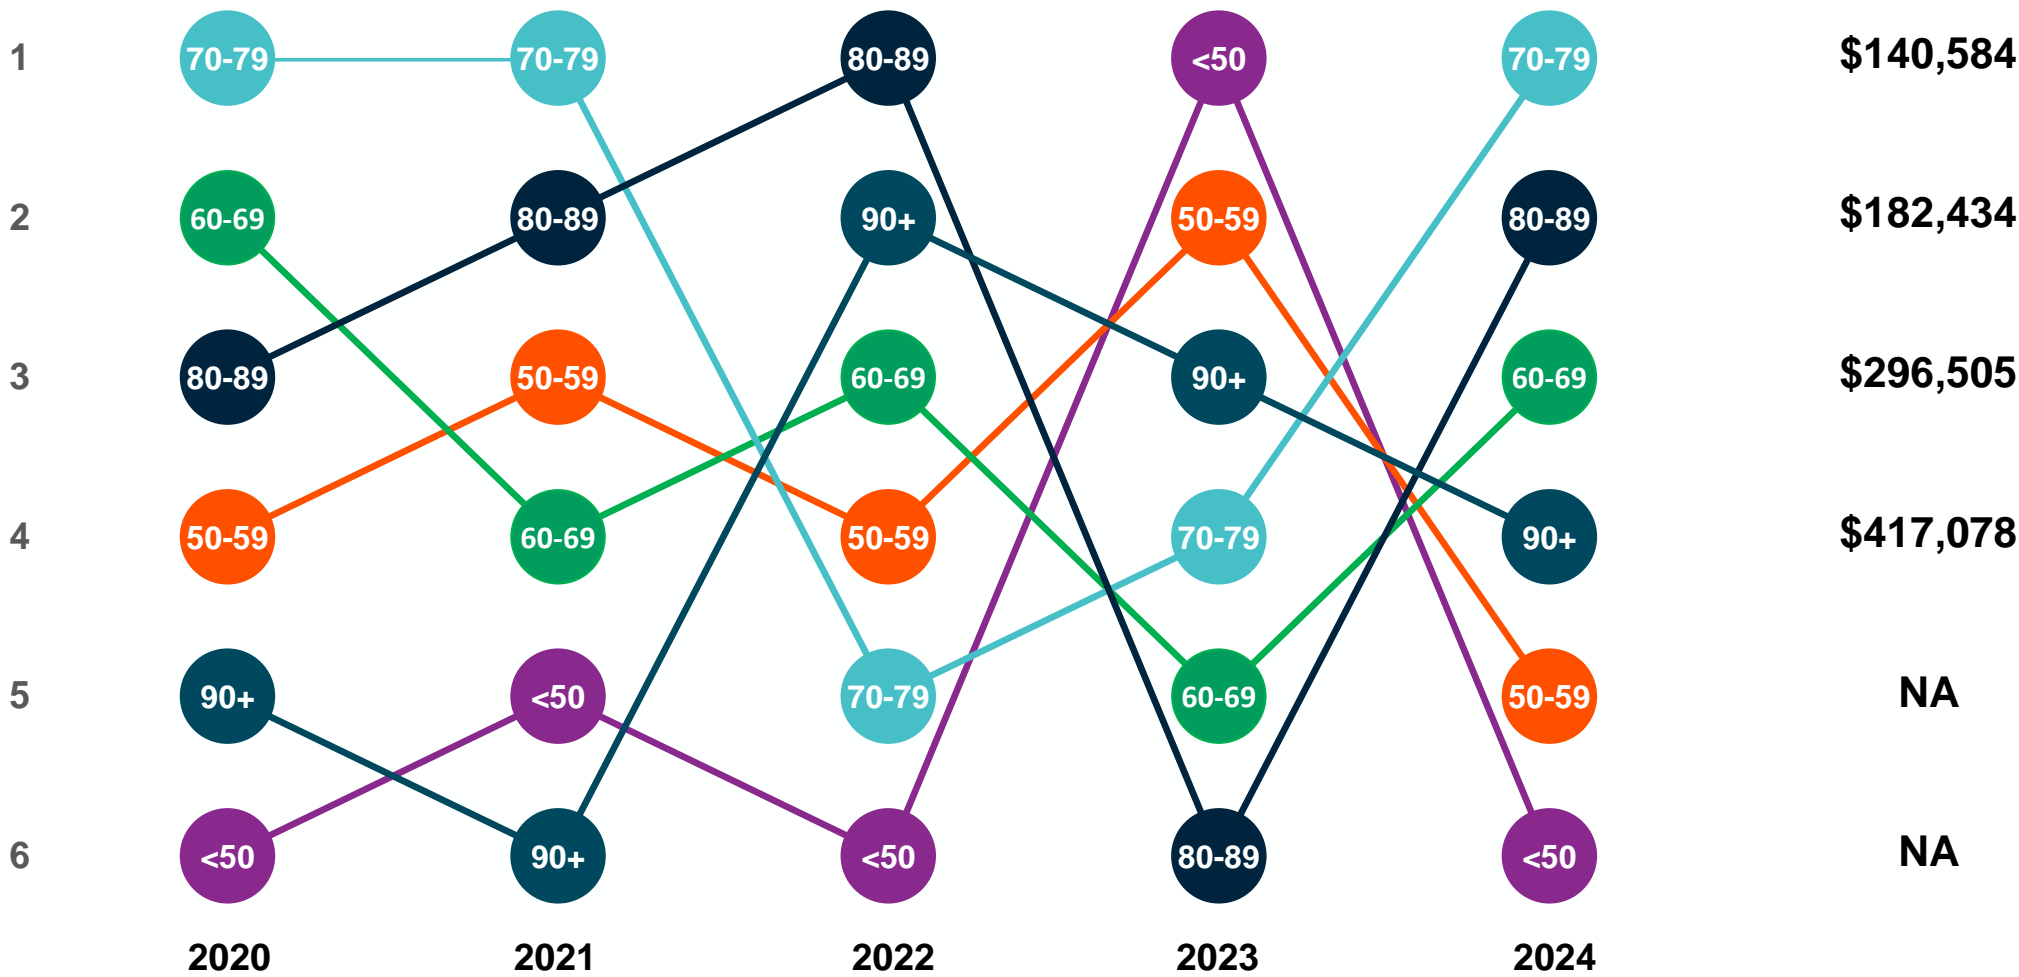 1 70-79 70-79 80-89 <50 70-79 $140,584
2 60-69 80-89 90+ 50-59 80-89 $182,434
3 80-89 50-59 60-69 90+ 60-69 $296,505
4 50-59 60-69 50-59 70-79 90+ $417,078
5 90+ <50 70-79 60-69 50-59 NA
6 <50 90+ <50 80-89 <50 NA
2020 2021 2022 2023 2024